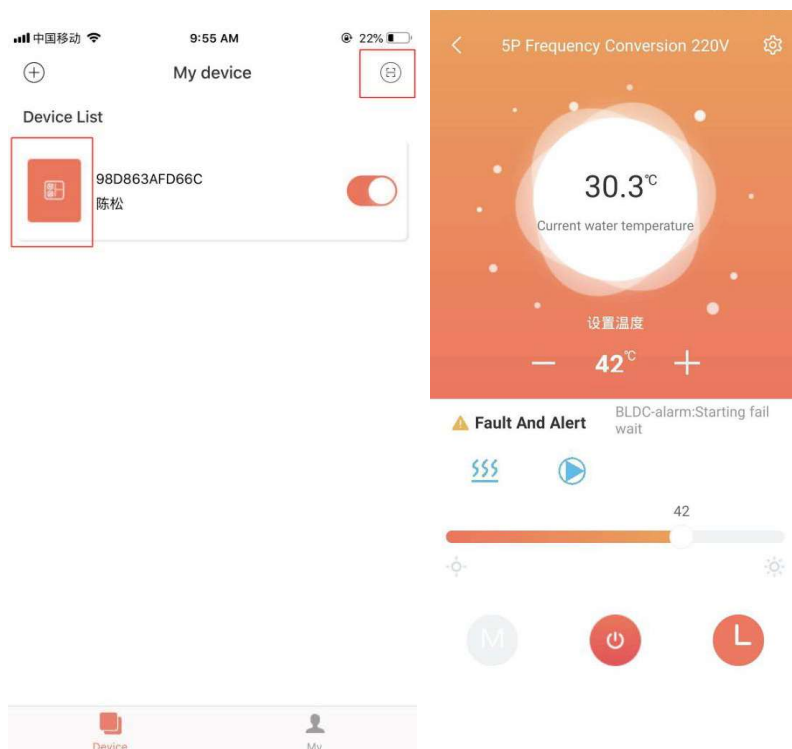 中国移动
9:55 AM
22%
My device
Device List
98D863AFD66C
陈松
Device
My
5P Frequency Conversion 220V
30.3℃
Current water temperature
设置温度
— 42℃ +
Fault And Alert
BLDC-alarm:Starting fail
wait
42
M